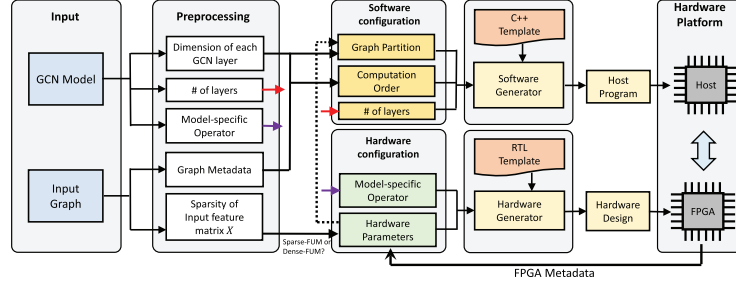 Input
GCN Model
Input
Graph
Preprocessing
Dimension of each
GCN layer
# of layers
Model-specific
Operator
Graph Metadata
Sparsity of
Input feature
matrix X
Sparse-FUM or
Dense-FUM?
Software
configuration
Graph Partition
Computation
Order
# of layers
Hardware
configuration
Model-specific
Operator
Hardware
Parameters
C++
Template
Software
Generator
RTL
Template
Hardware
Generator
Host
Program
Hardware
Design
Hardware
Platform
Host
FPGA
FPGA Metadata